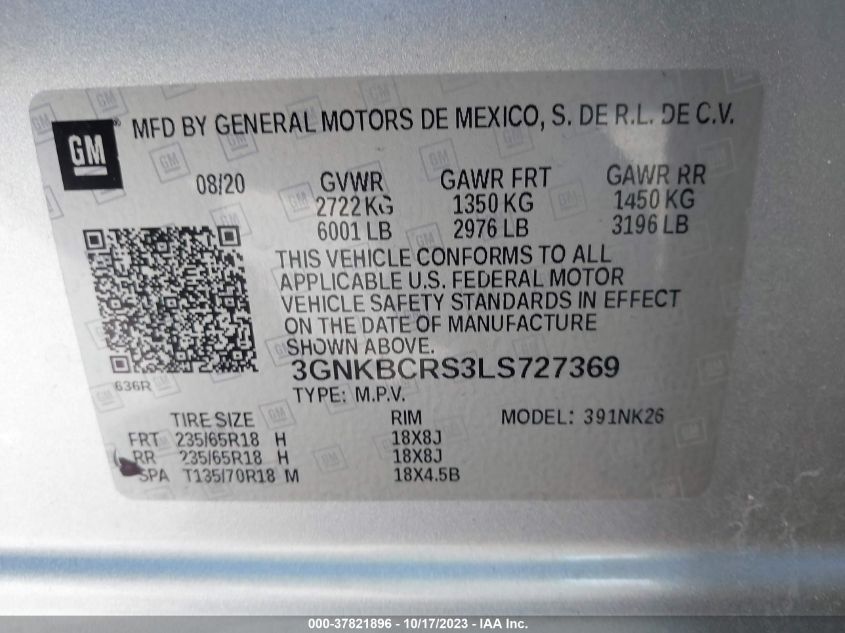 GM
MFD BY GENERAL MOTORS DE MEXICO, S. DE R.L. DE C.V.
08/20 GVWR GAWR FRT GAWR RR
2722 KG 1350 KG 1450 KG
6001 LB 2976 LB 3196 LB
THIS VEHICLE CONFORMS TO ALL
APPLICABLE U.S. FEDERAL MOTOR
VEHICLE SAFETY STANDARDS IN EFFECT
ON THE DATE OF MANUFACTURE
SHOWN ABOVE.
3GNKBCRS3LS727369
636R
TYPE: M.P.V.
TIRE SIZE RIM MODEL: 391NK26
FRT 235/65R18 H 18X8J
RR 235/65R18 H 18X8J
SPA T135/70R18 M 18X4.5B
000-37821896 - 10/17/2023 - IAA Inc.